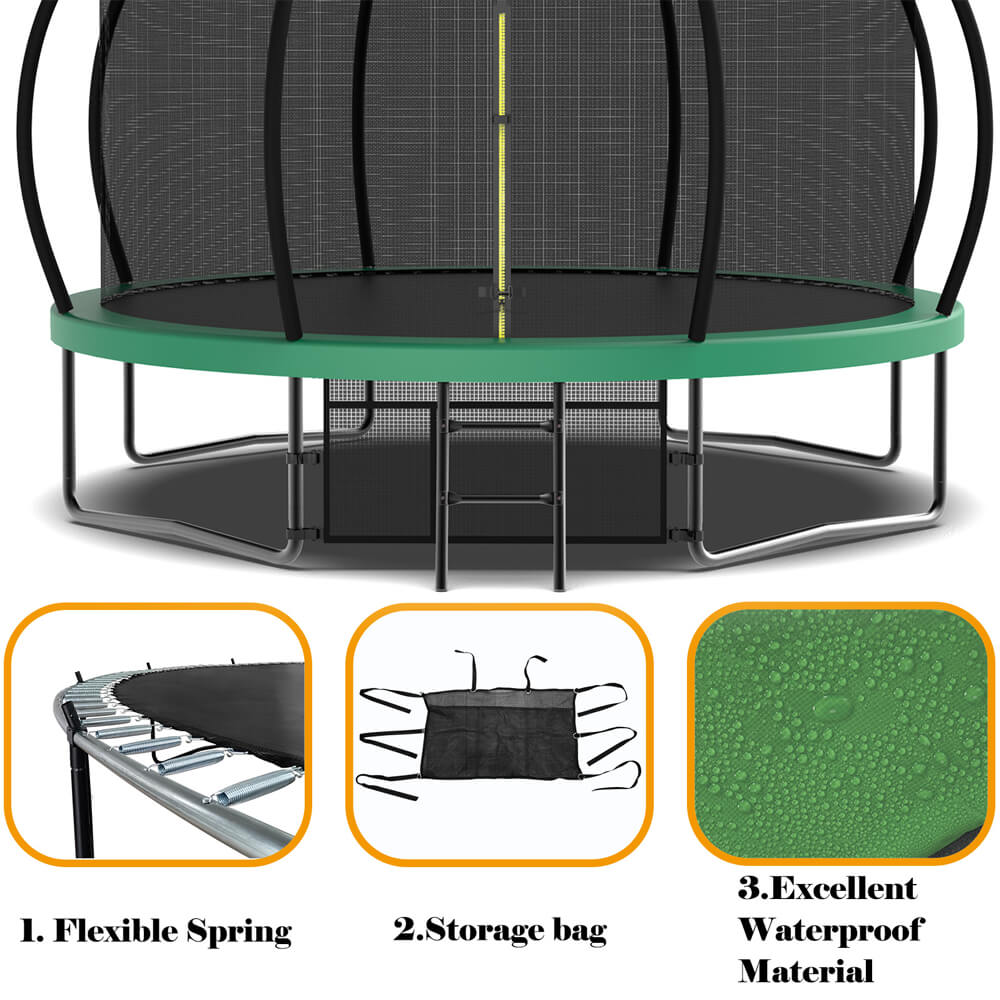 1. Flexible Spring
2.Storage bag
3.Excellent
Waterproof
Material